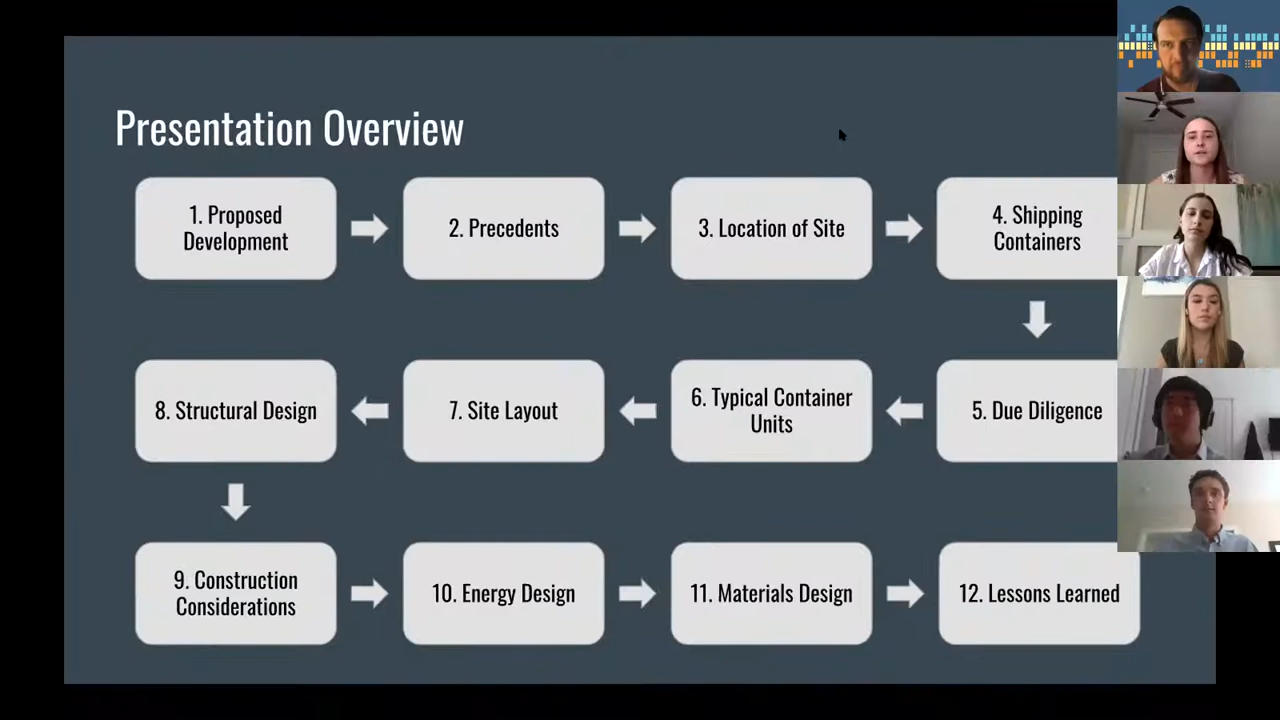 Presentation Overview
1. Proposed
Development
2. Precedents
3. Location of Site
4. Shipping
Containers
5. Due Diligence
6. Typical Container
Units
7. Site Layout
8. Structural Design
9. Construction
Considerations
10. Energy Design
11. Materials Design
12. Lessons Learned